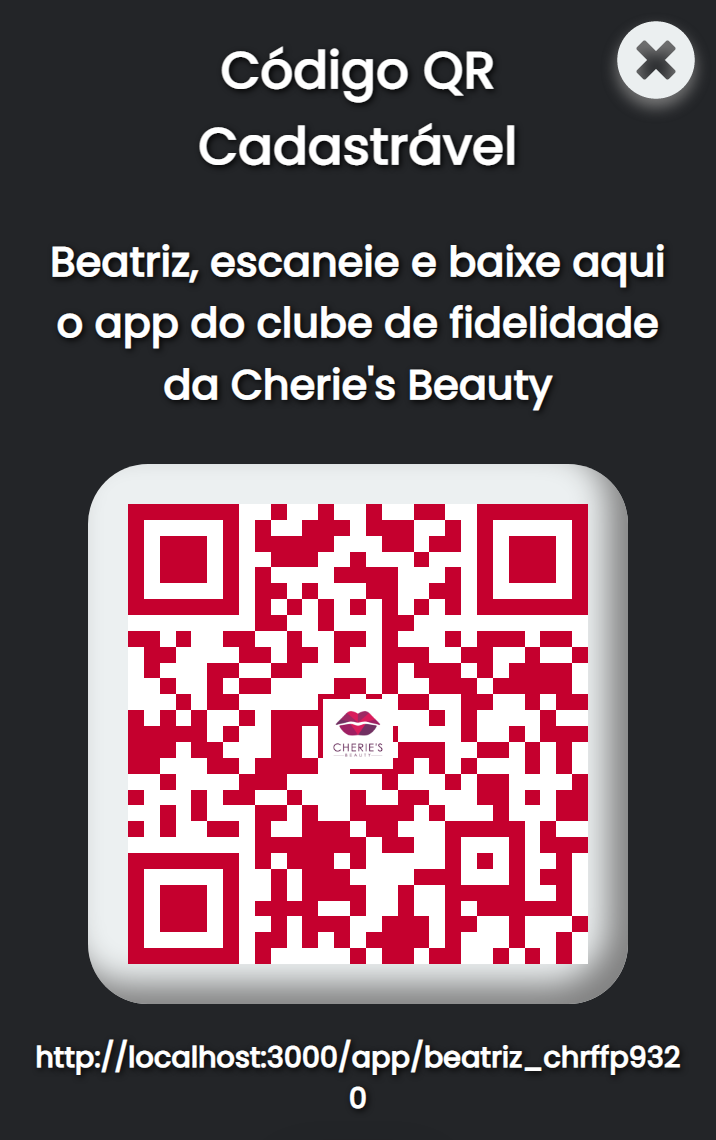 Código QR
Cadastrável
Beatriz, escaneie e baixe aqui
o app do clube de fidelidade
da Cherie's Beauty
CHERIE'S
BEAUTY
http://localhost:3000/app/beatriz_chrffp932
0